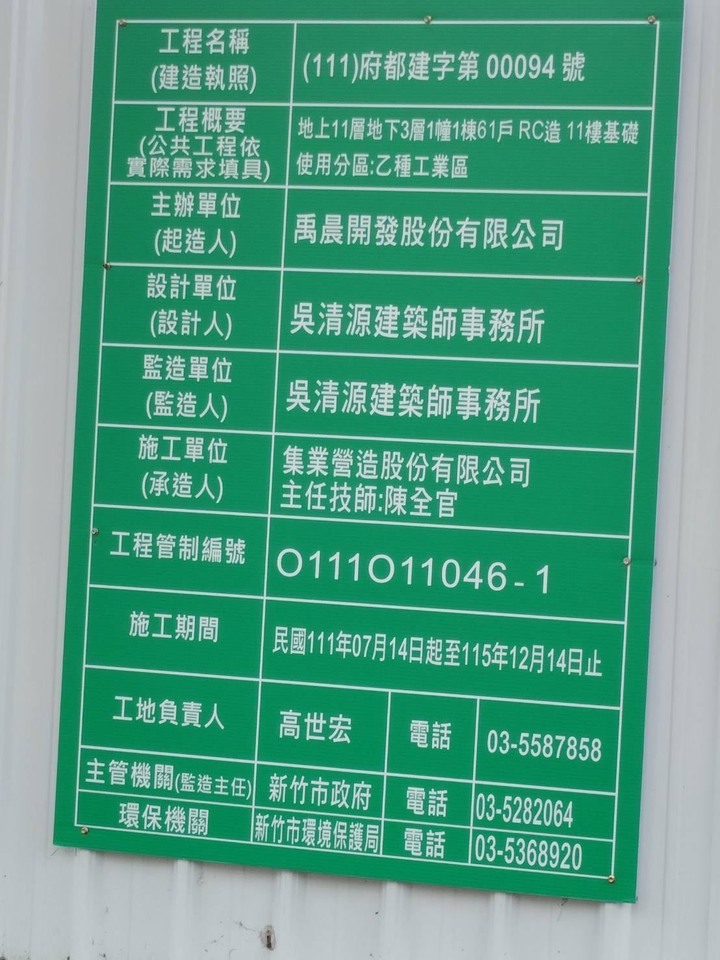 工程名稱
(建造執照)
(111)府都建字第 00094 號
工程概要
(公共工程依
實際需求填具)
地上11層地下3層1幢1棟61戶 RC造 11樓基礎
使用分區:乙種工業區
主辦單位
(起造人)
禹晨開發股份有限公司
設計單位
(設計人)
吳清源建築師事務所
監造單位
(監造人)
吳清源建築師事務所
施工單位
(承造人)
集業營造股份有限公司
主任技師:陳全官
工程管制編號
O111O11046-1
施工期間
民國111年07月14日起至115年12月14日止
工地負責人
高世宏
電話
03-5587858
主管機關(監造主任)
新竹市政府
電話
03-5282064
環保機關
新竹市環境保護局
電話
03-5368920